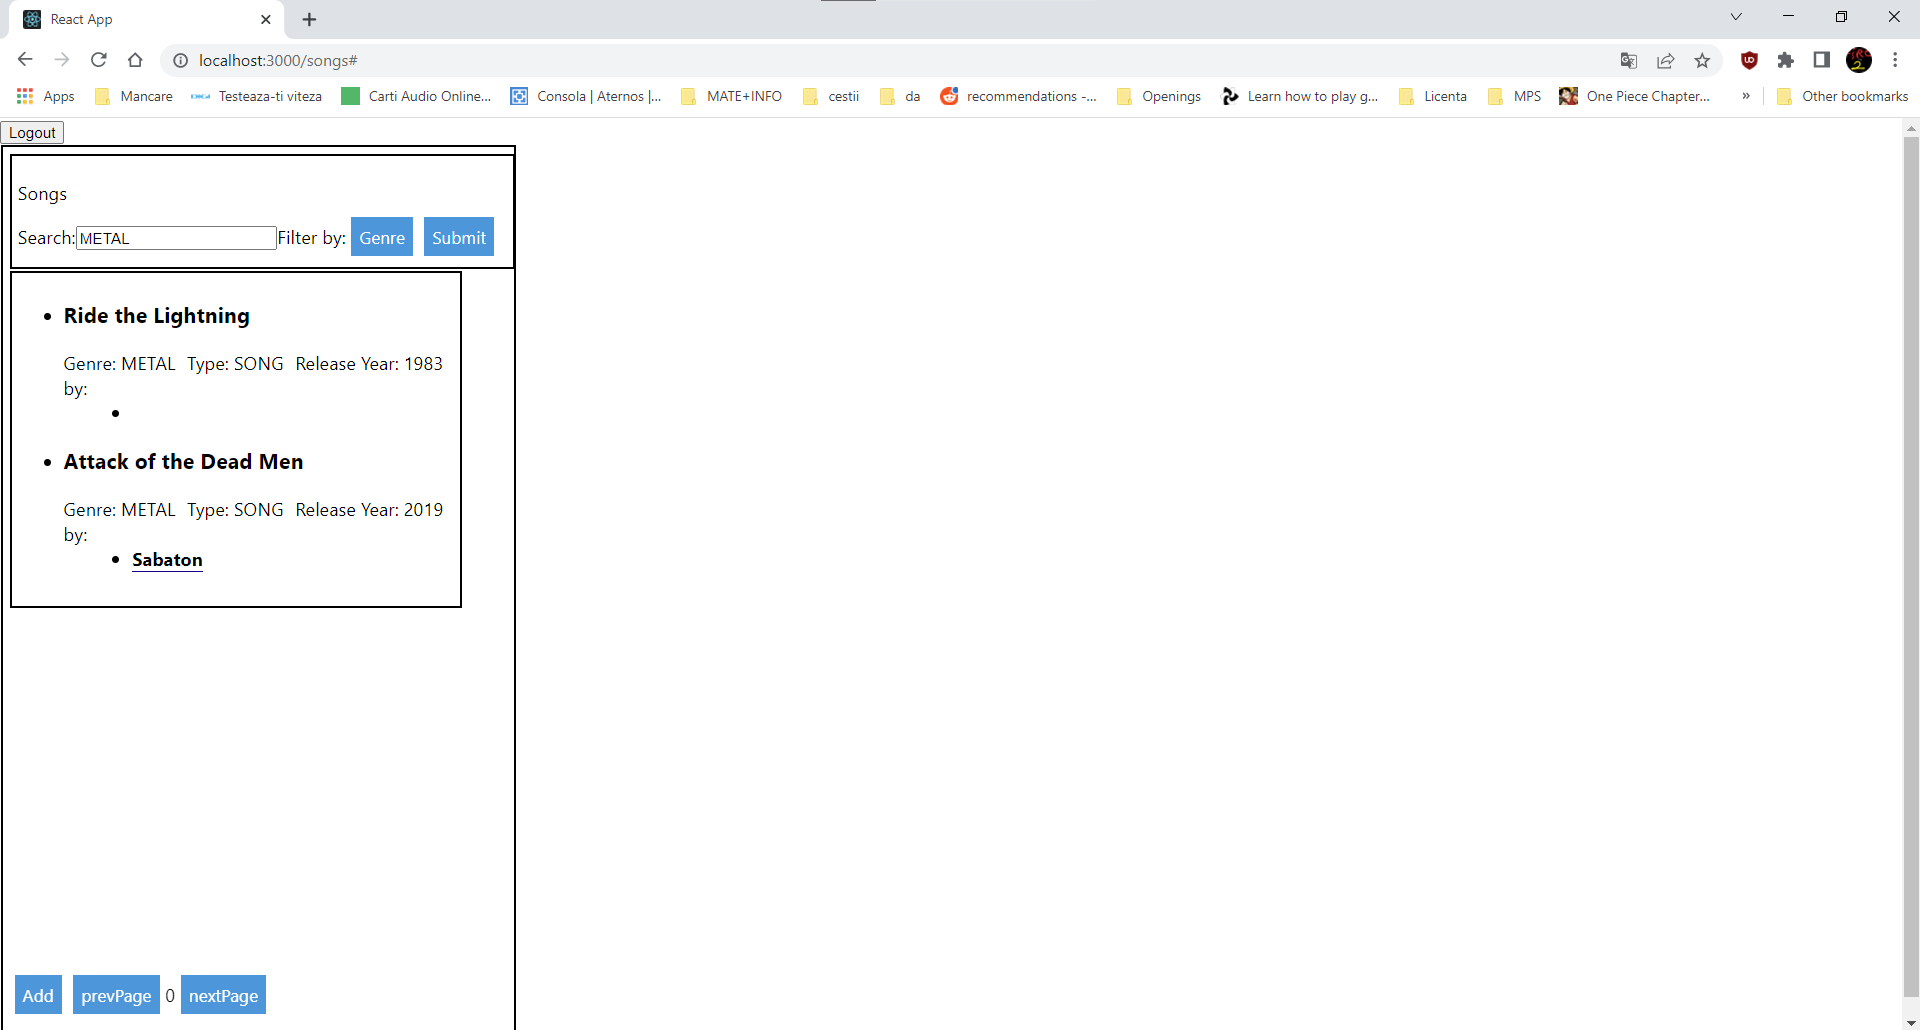 React App
localhost:3000/songs#
Apps Mancare Testeaza-ti viteza Carti Audio Online... Consola | Aternos |... MATE+INFO cestii da recommendations -... Openings Learn how to play g... Licenta MPS One Piece Chapter... » Other bookmarks
Logout
Songs
Search: METAL Filter by: Genre Submit
• Ride the Lightning
Genre: METAL Type: SONG Release Year: 1983
by:
•
• Attack of the Dead Men
Genre: METAL Type: SONG Release Year: 2019
by:
• Sabaton
Add prevPage 0 nextPage